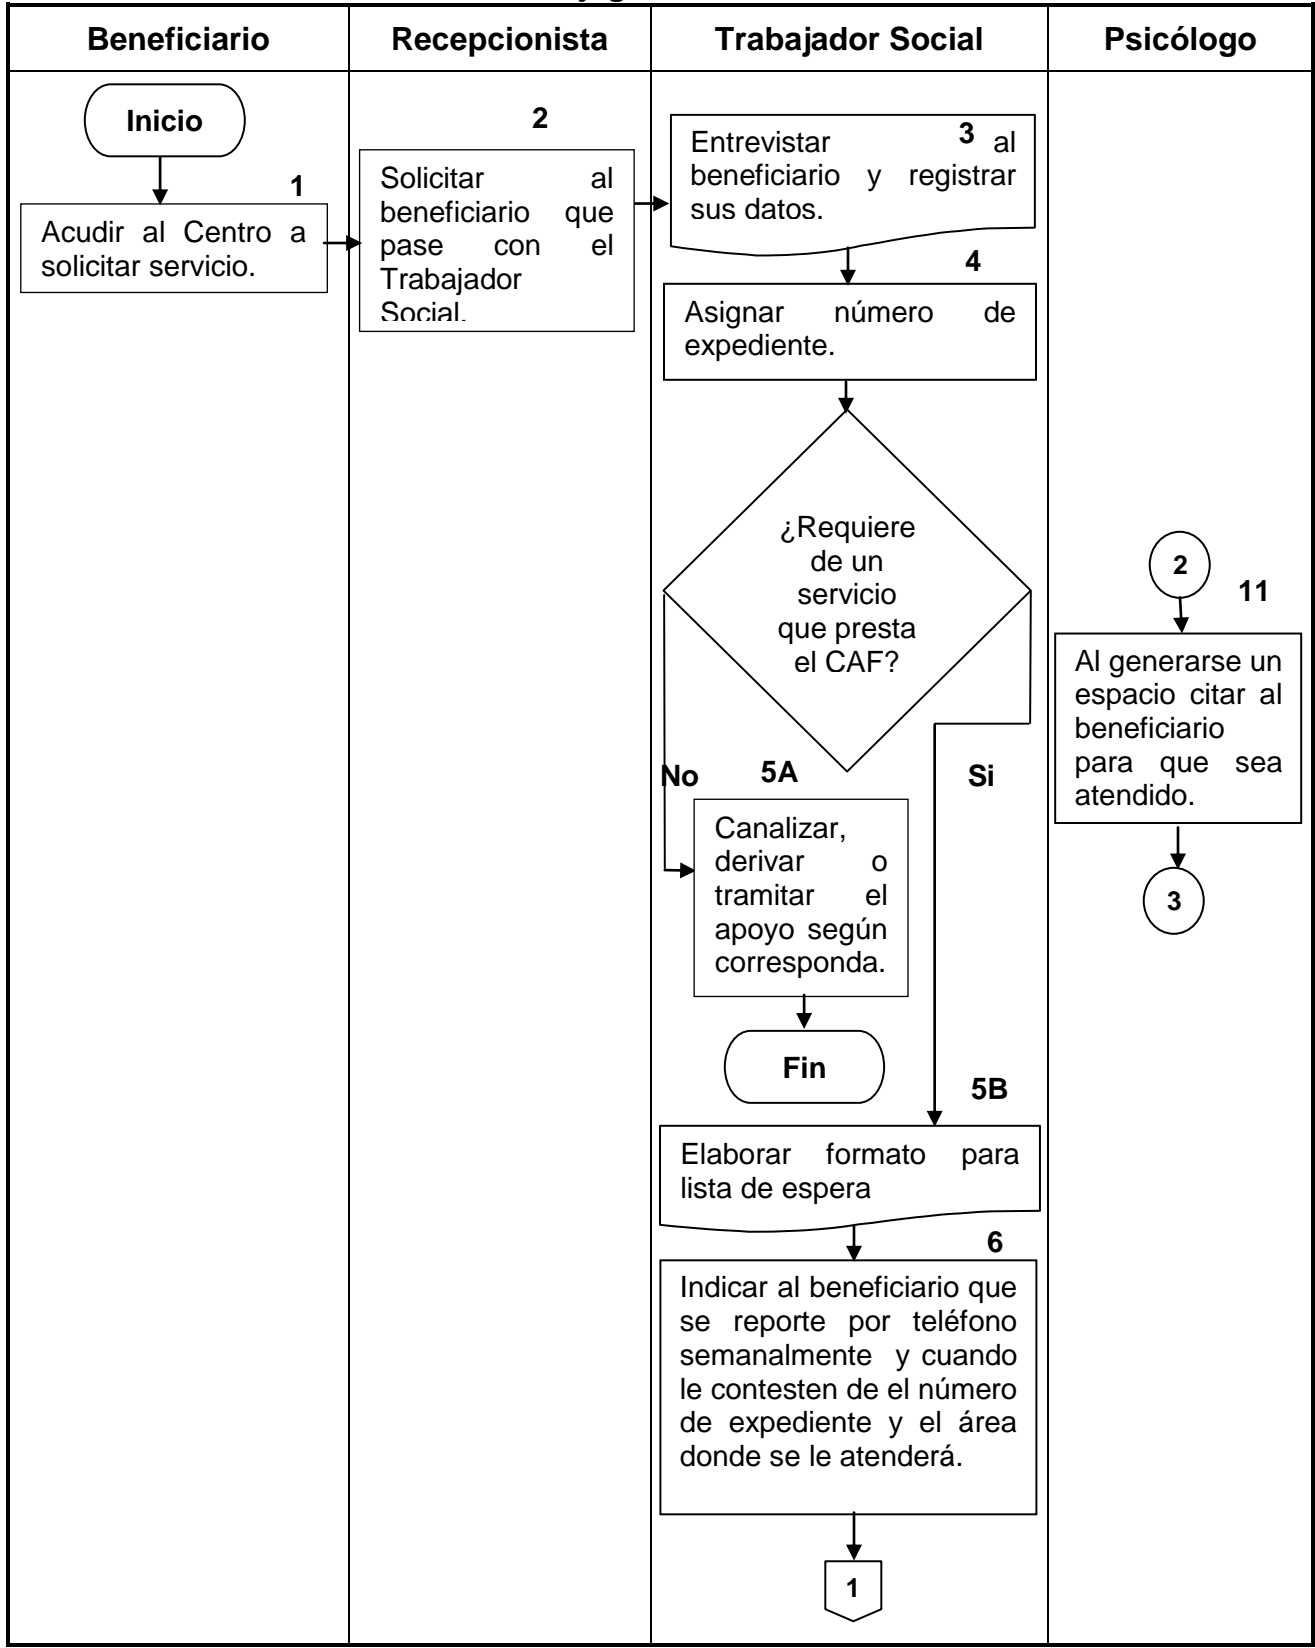 Beneficiario
Recepcionista
Trabajador Social
Psicólogo
Inicio
1
Acudir al Centro a
solicitar servicio.
2
Solicitar al
beneficiario que
pase con el
Trabajador
Social.
3
Entrevistar al
beneficiario y registrar
sus datos.
4
Asignar número de
expediente.
¿Requiere
de un
servicio
que presta
el CAF?
No
5A
Si
Canalizar,
derivar o
tramitar el
apoyo según
corresponda.
Fin
5B
Elaborar formato para
lista de espera
6
Indicar al beneficiario que
se reporte por teléfono
semanalmente y cuando
le contesten de el número
de expediente y el área
donde se le atenderá.
1
2
11
Al generarse un
espacio citar al
beneficiario
para que sea
atendido.
3